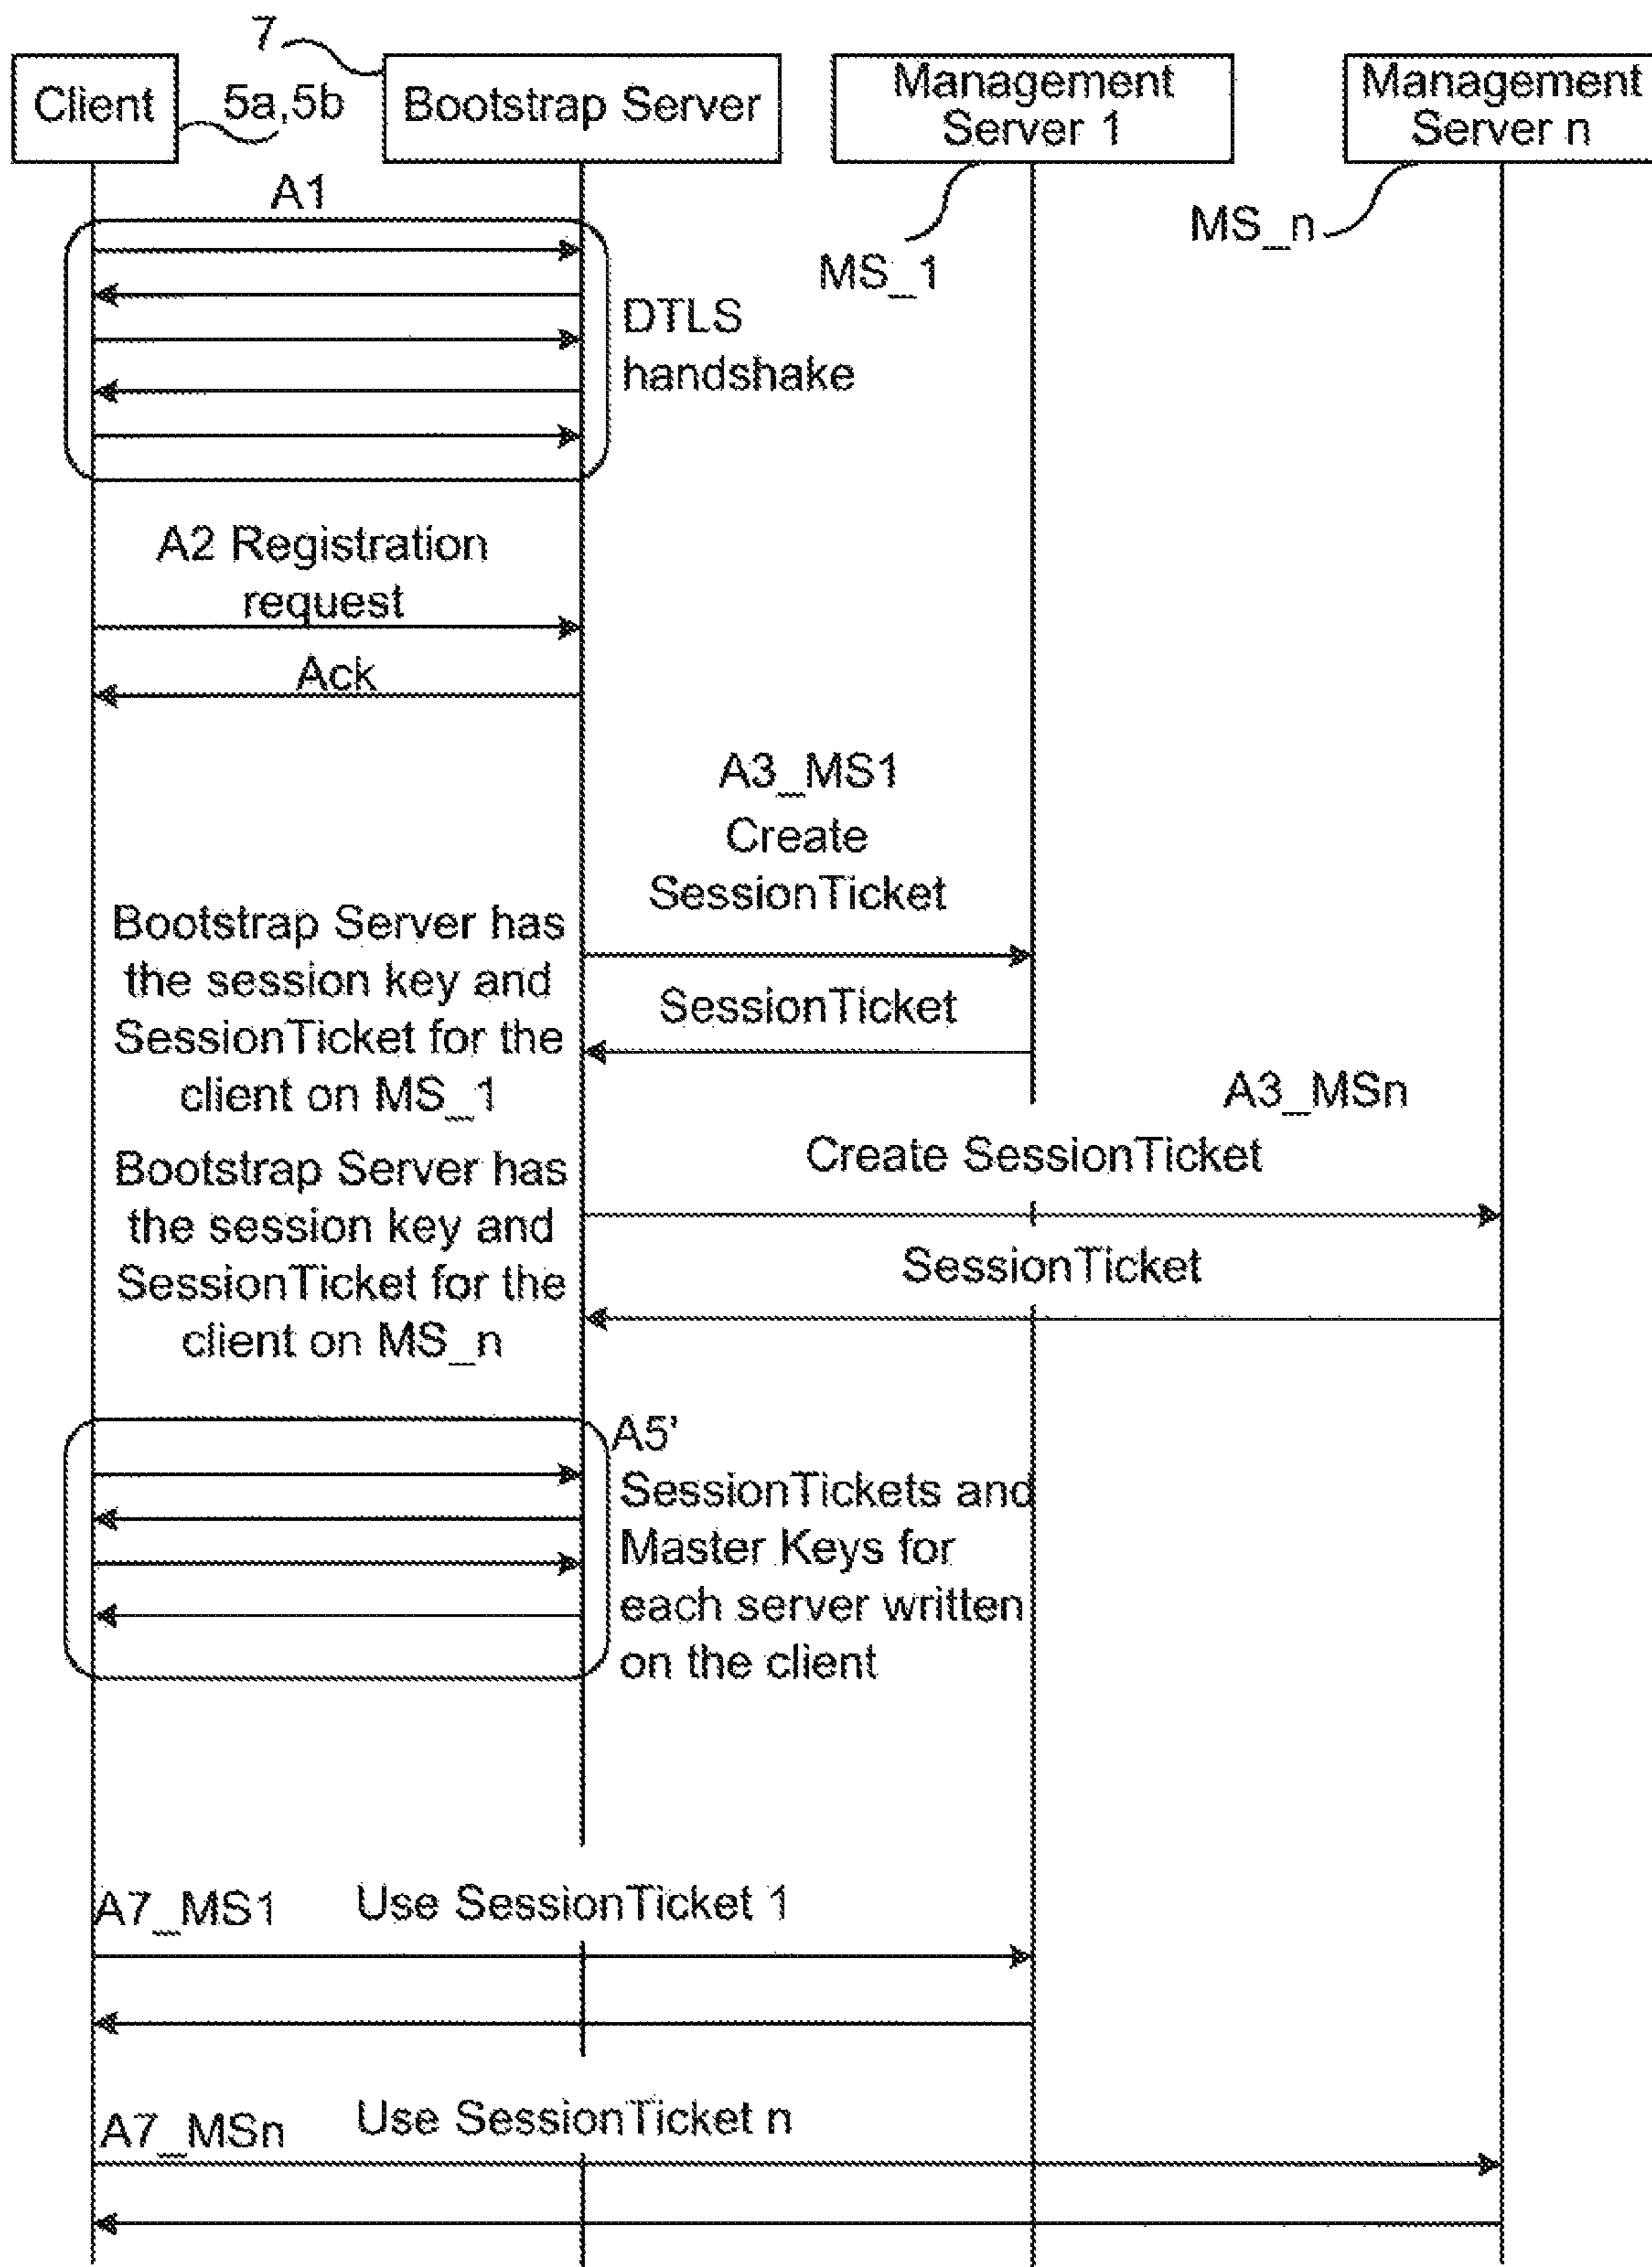 7
Client
5a,5b
Bootstrap Server
Management
Server 1
Management
Server n
A1
MS_1
MS_n
DTLS
handshake
A2 Registration
request
Ack
A3_MS1
Create
SessionTicket
Bootstrap Server has
the session key and
SessionTicket for the
client on MS_1
SessionTicket
A3_MSn
Create SessionTicket
Bootstrap Server has
the session key and
SessionTicket for the
client on MS_n
SessionTicket
A5'
SessionTickets and
Master Keys for
each server written
on the client
A7_MS1
Use SessionTicket 1
A7_MSn
Use SessionTicket n